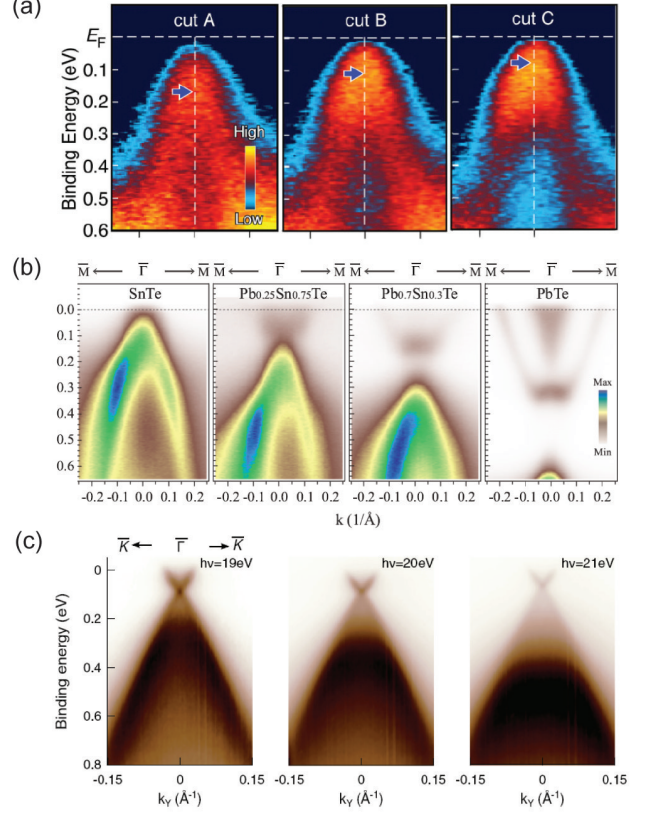 (a)
cut A cut B cut C
E_F
0.1
0.2
0.3
0.4
0.5
0.6
Binding Energy (eV)
High
Low
(b)
M̅ ← Γ̅ → M̅ M̅ ← Γ̅ → M̅ M̅ ← Γ̅ → M̅ M̅ ← Γ̅ → M̅
SnTe Pb0.25Sn0.75Te Pb0.7Sn0.3Te PbTe
0.0
0.1
0.2
0.3
0.4
0.5
0.6
Max
Min
-0.2 -0.1 0.0 0.1 0.2 -0.2 -0.1 0.0 0.1 0.2 -0.2 -0.1 0.0 0.1 0.2 -0.2 -0.1 0.0 0.1 0.2
k (1/Å)
(c)
K̅ ← Γ̅ → K̅
hν=19eV hν=20eV hν=21eV
0
0.2
0.4
0.6
0.8
Binding energy (eV)
-0.15 0 0.15 -0.15 0 0.15 -0.15 0 0.15
kY (Å-1) kY (Å-1) kY (Å-1)